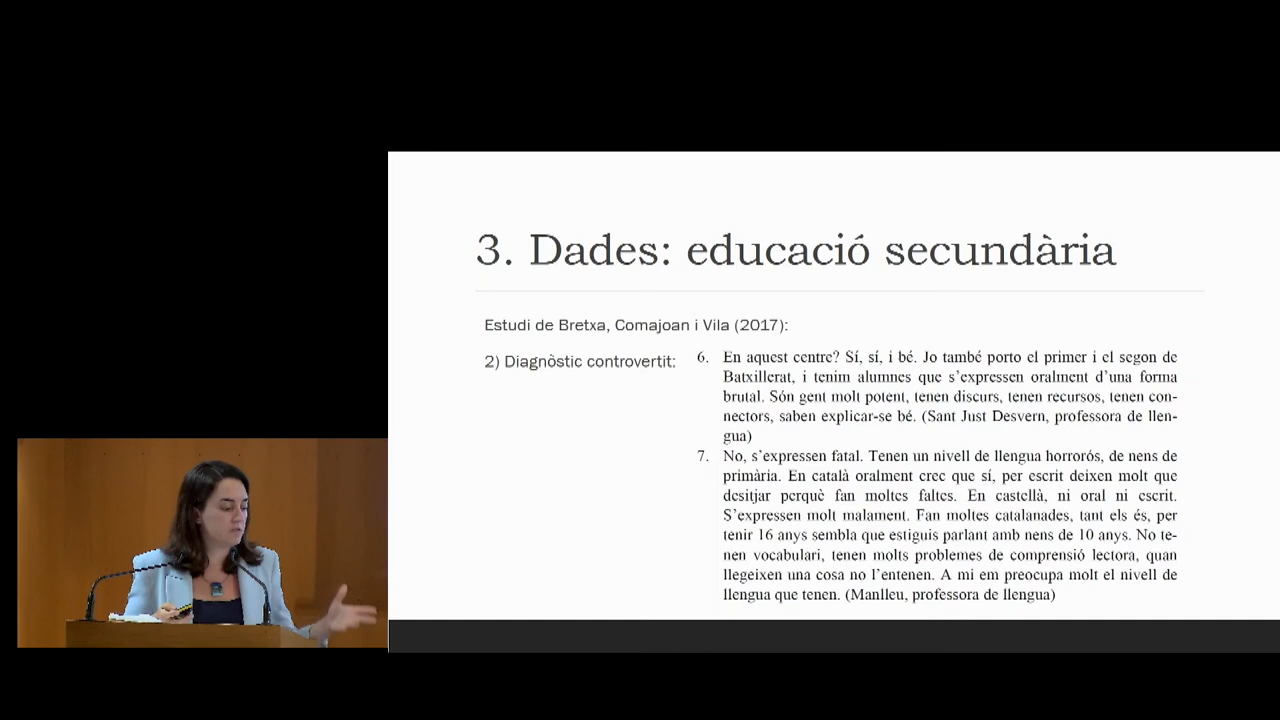 3. Dades: educació secundària
Estudi de Bretxa, Comajoan i Vila (2017):
2) Diagnòstic controvertit:
6. En aquest centre? Sí, sí, i bé. Jo també porto el primer i el segon de
Batxillerat, i tenim alumnes que s'expressen oralment d'una forma
brutal. Són gent molt potent, tenen discurs, tenen recursos, tenen con-
nectors, saben explicar-se bé. (Sant Just Desvern, professora de llen-
gua)
7. No, s'expressen fatal. Tenen un nivell de llengua horrorós, de nens de
primària. En català oralment crec que sí, per escrit deixen molt que
desitjar perquè fan moltes faltes. En castellà, ni oral ni escrit.
S'expressen molt malament. Fan moltes catalanades, tant els és, per
tenir 16 anys sembla que estiguis parlant amb nens de 10 anys. No te-
nen vocabulari, tenen molts problemes de comprensió lectora, quan
llegeixen una cosa no l'entenen. A mi em preocupa molt el nivell de
llengua que tenen. (Manlleu, professora de llengua)